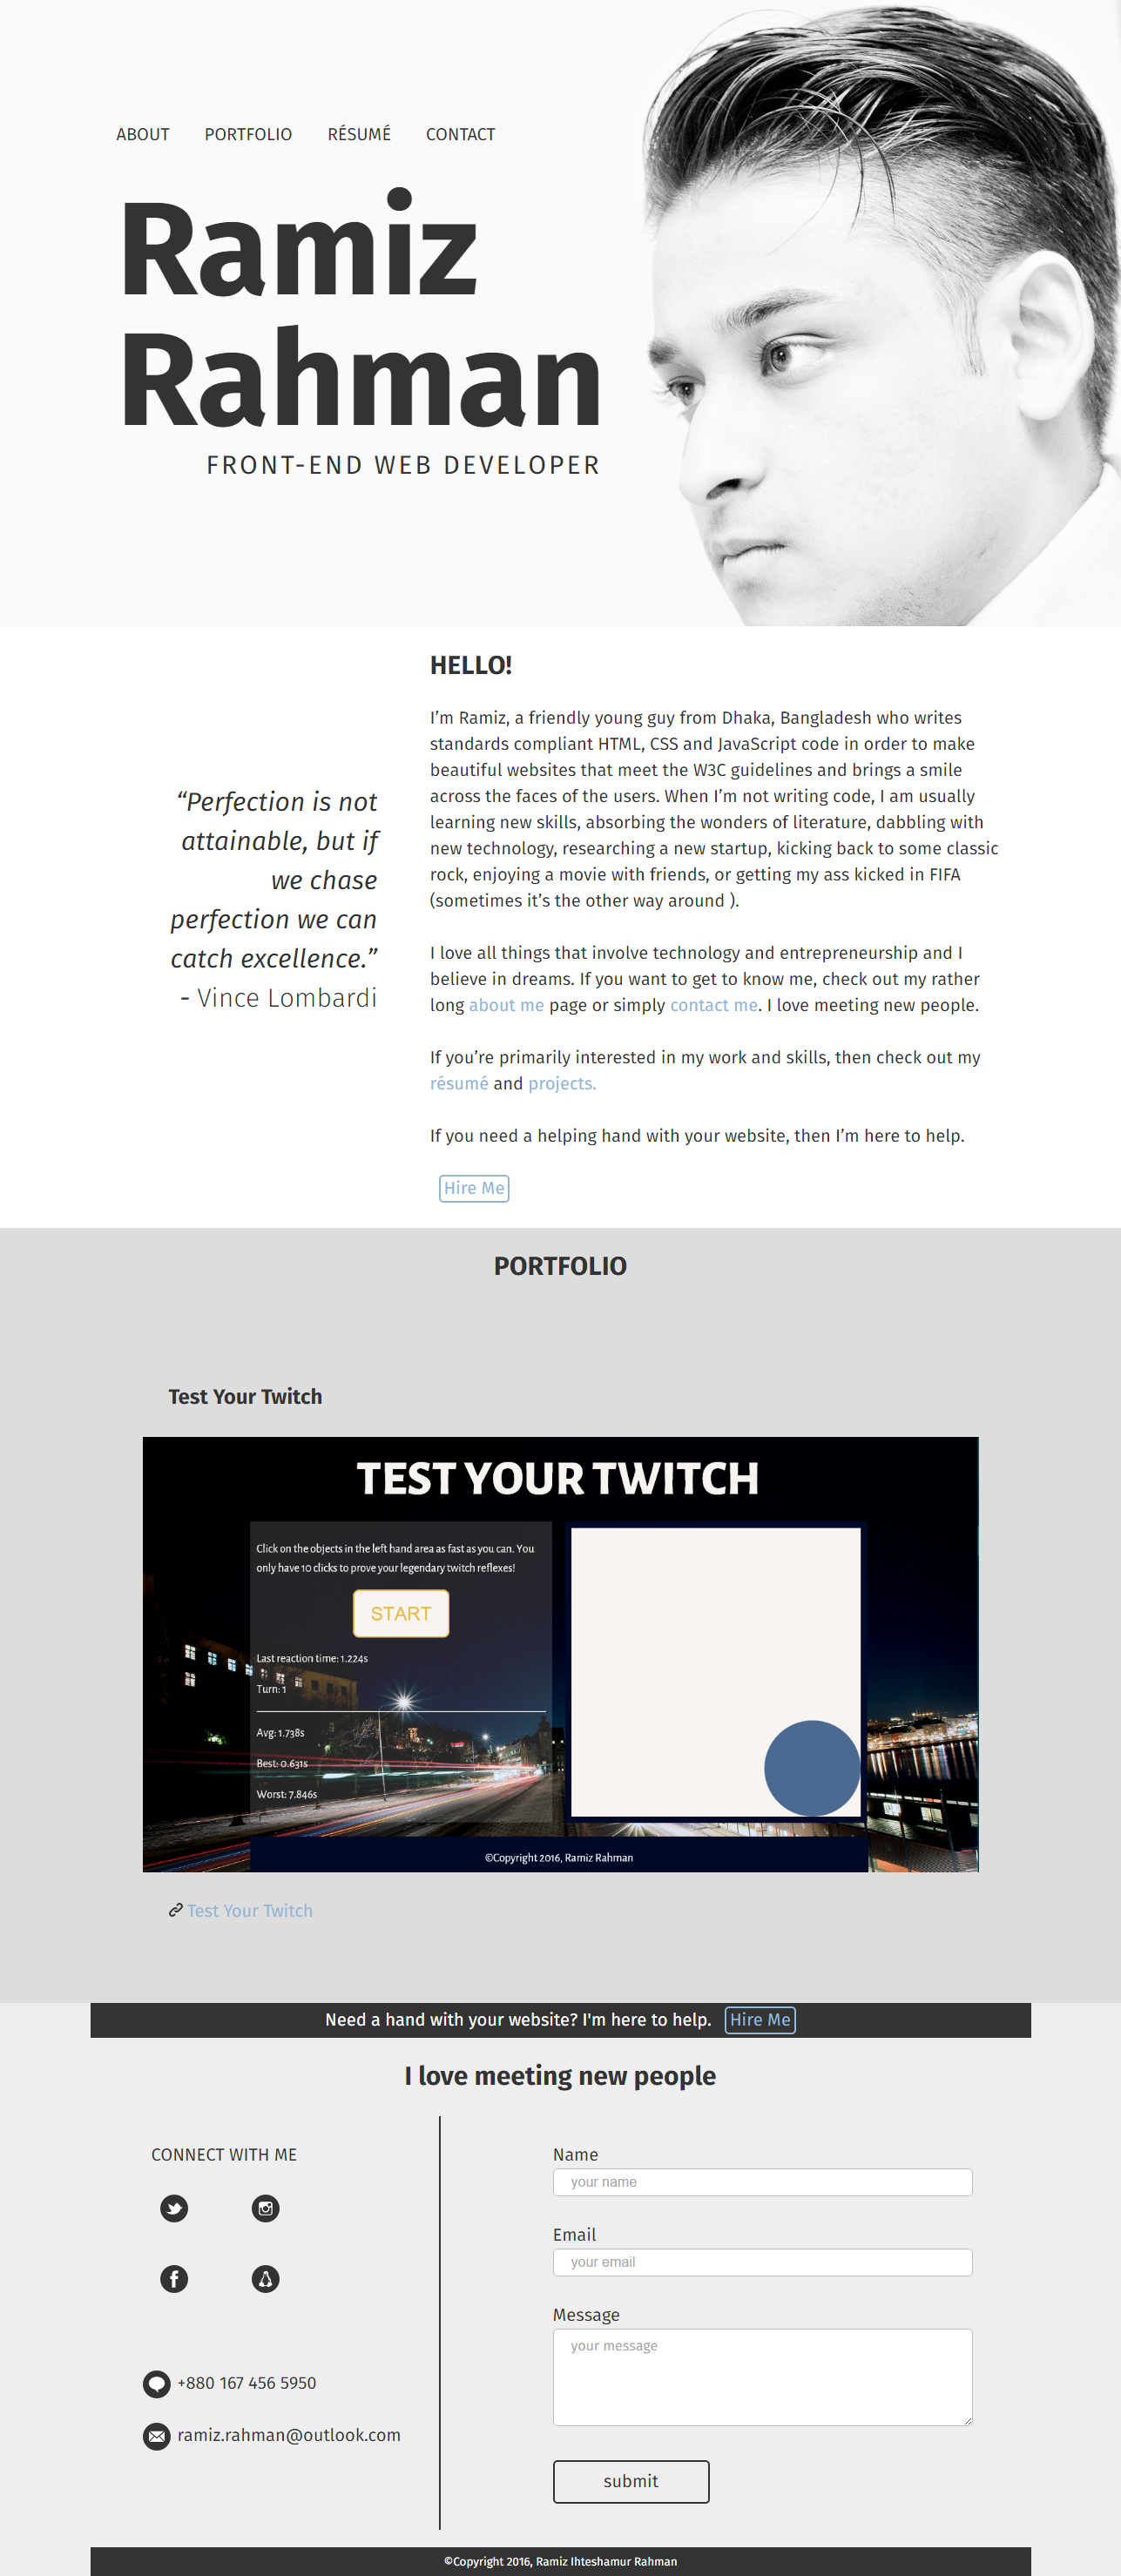 ABOUT PORTFOLIO RÉSUMÉ CONTACT
Ramiz
Rahman
FRONT-END WEB DEVELOPER
“Perfection is not
attainable, but if
we chase
perfection we can
catch excellence.”
- Vince Lombardi
HELLO!
I’m Ramiz, a friendly young guy from Dhaka, Bangladesh who writes
standards compliant HTML, CSS and JavaScript code in order to make
beautiful websites that meet the W3C guidelines and brings a smile
across the faces of the users. When I’m not writing code, I am usually
learning new skills, absorbing the wonders of literature, dabbling with
new technology, researching a new startup, kicking back to some classic
rock, enjoying a movie with friends, or getting my ass kicked in FIFA
(sometimes it’s the other way around ).
I love all things that involve technology and entrepreneurship and I
believe in dreams. If you want to get to know me, check out my rather
long about me page or simply contact me. I love meeting new people.
If you’re primarily interested in my work and skills, then check out my
résumé and projects.
If you need a helping hand with your website, then I’m here to help.
Hire Me
PORTFOLIO
Test Your Twitch
TEST YOUR TWITCH
Click on the objects in the left hand area as fast as you can. You
only have 10 clicks to prove your legendary twitch reflexes!
START
Last reaction time: 1.224s
Turn: 1
Avg: 1.738s
Best: 0.631s
Worst: 7.846s
©Copyright 2016, Ramiz Rahman
Test Your Twitch
Need a hand with your website? I'm here to help. Hire Me
I love meeting new people
CONNECT WITH ME
+880 167 456 5950
ramiz.rahman@outlook.com
Name
your name
Email
your email
Message
your message
submit
©Copyright 2016, Ramiz Ihteshamur Rahman